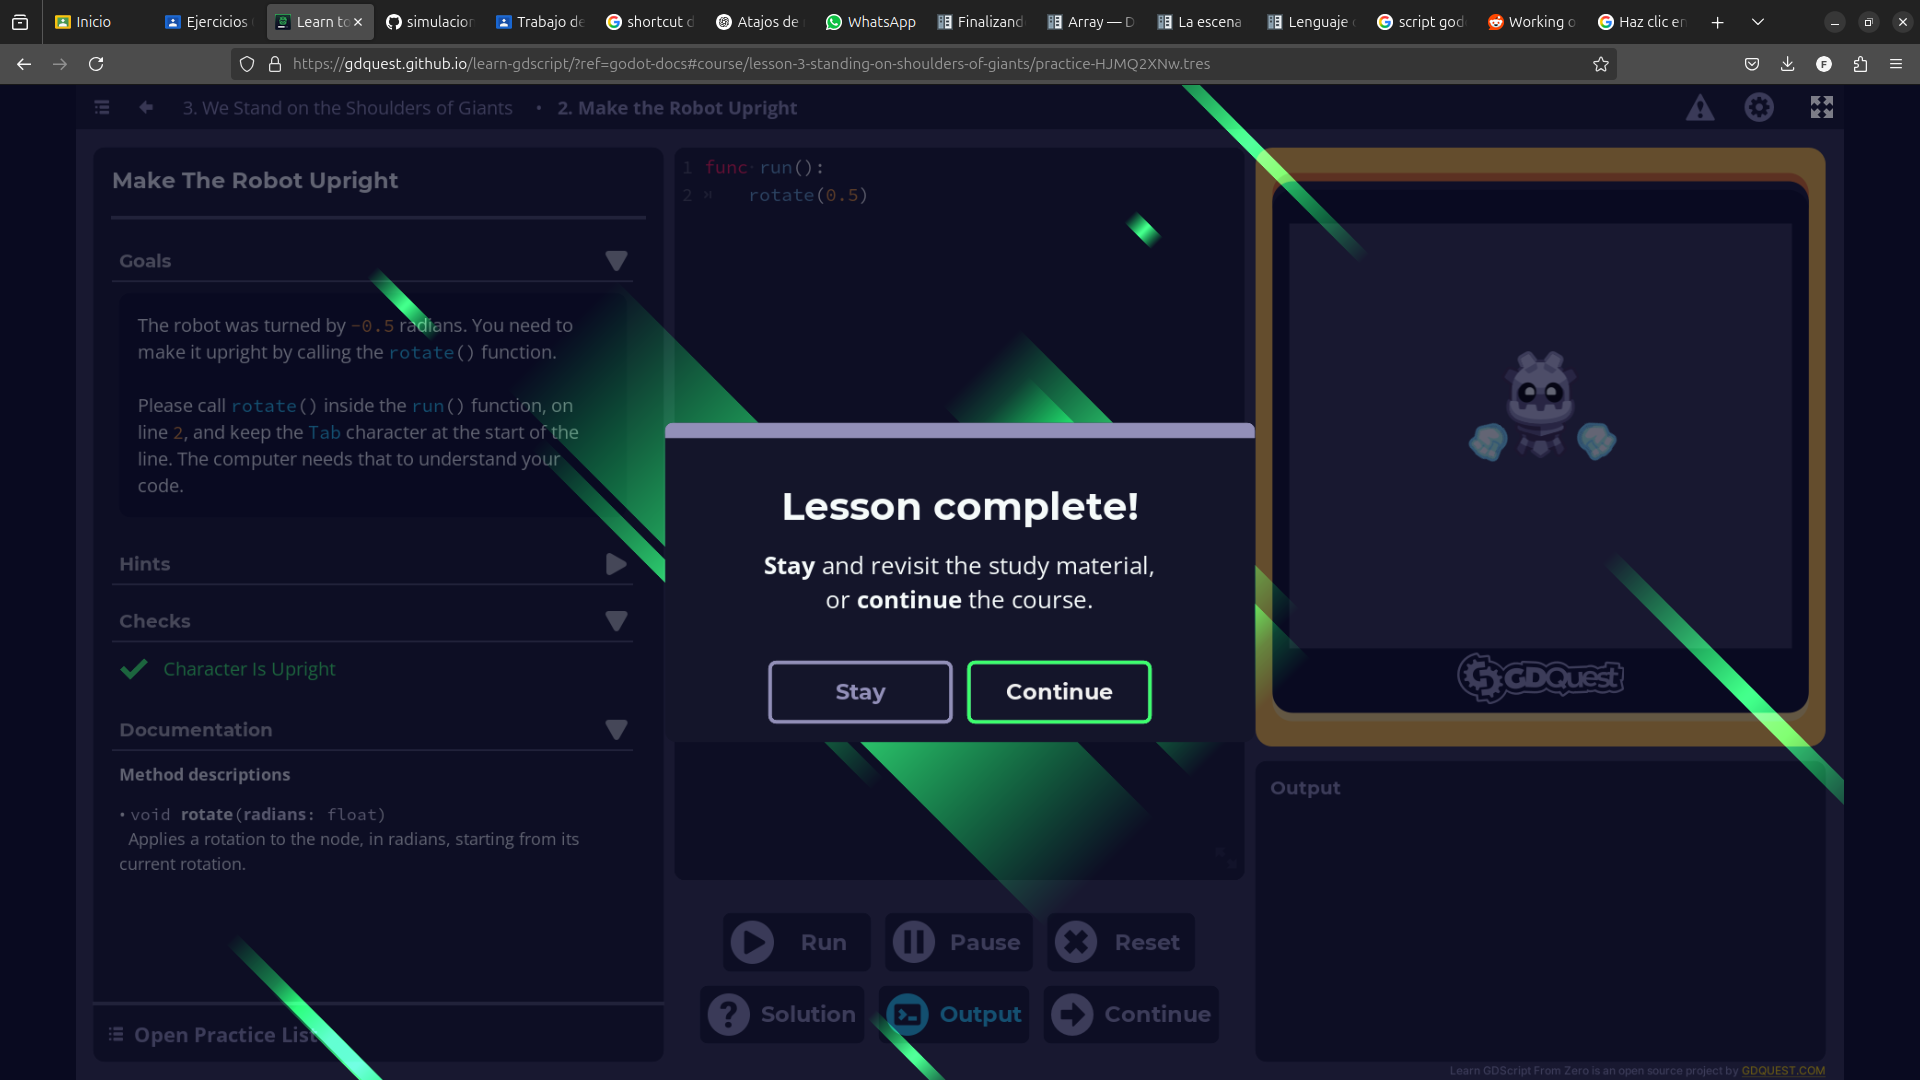 Inicio
Ejercicios
Learn to
simulacion
Trabajo de
shortcut d
Atajos de
WhatsApp
Finalizand
Array — D
La escena
Lenguaje
script god
Working o
Haz clic en
https://gdquest.github.io/learn-gdscript/?ref=godot-docs#course/lesson-3-standing-on-shoulders-of-giants/practice-HJMQ2XNw.tres
3. We Stand on the Shoulders of Giants • 2. Make the Robot Upright
Make The Robot Upright
Goals
The robot was turned by -0.5 radians. You need to
make it upright by calling the rotate() function.
Please call rotate() inside the run() function, on
line 2, and keep the Tab character at the start of the
line. The computer needs that to understand your
code.
Hints
Checks
Character Is Upright
Documentation
Method descriptions
• void rotate(radians: float)
Applies a rotation to the node, in radians, starting from its
current rotation.
Open Practice List
1 func run():
2 rotate(0.5)
Lesson complete!
Stay and revisit the study material,
or continue the course.
Stay
Continue
Run
Pause
Reset
Solution
Output
Continue
GDQuest
Output
Learn GDScript From Zero is an open source project by GDQUEST.COM